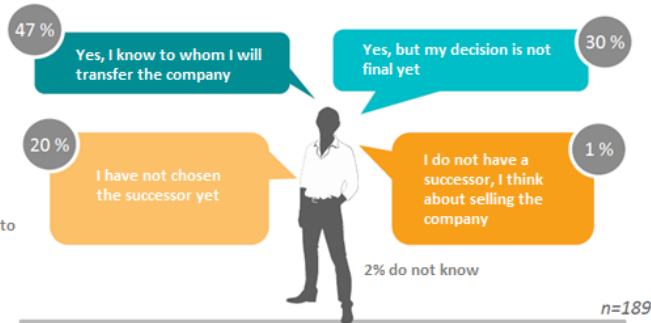 47 %
Yes, I know to whom I will
transfer the company
30 %
Yes, but my decision is not
final yet
20 %
I have not chosen
the successor yet
1 %
I do not have a
successor, I think
about selling the
company
to
2% do not know
n=189